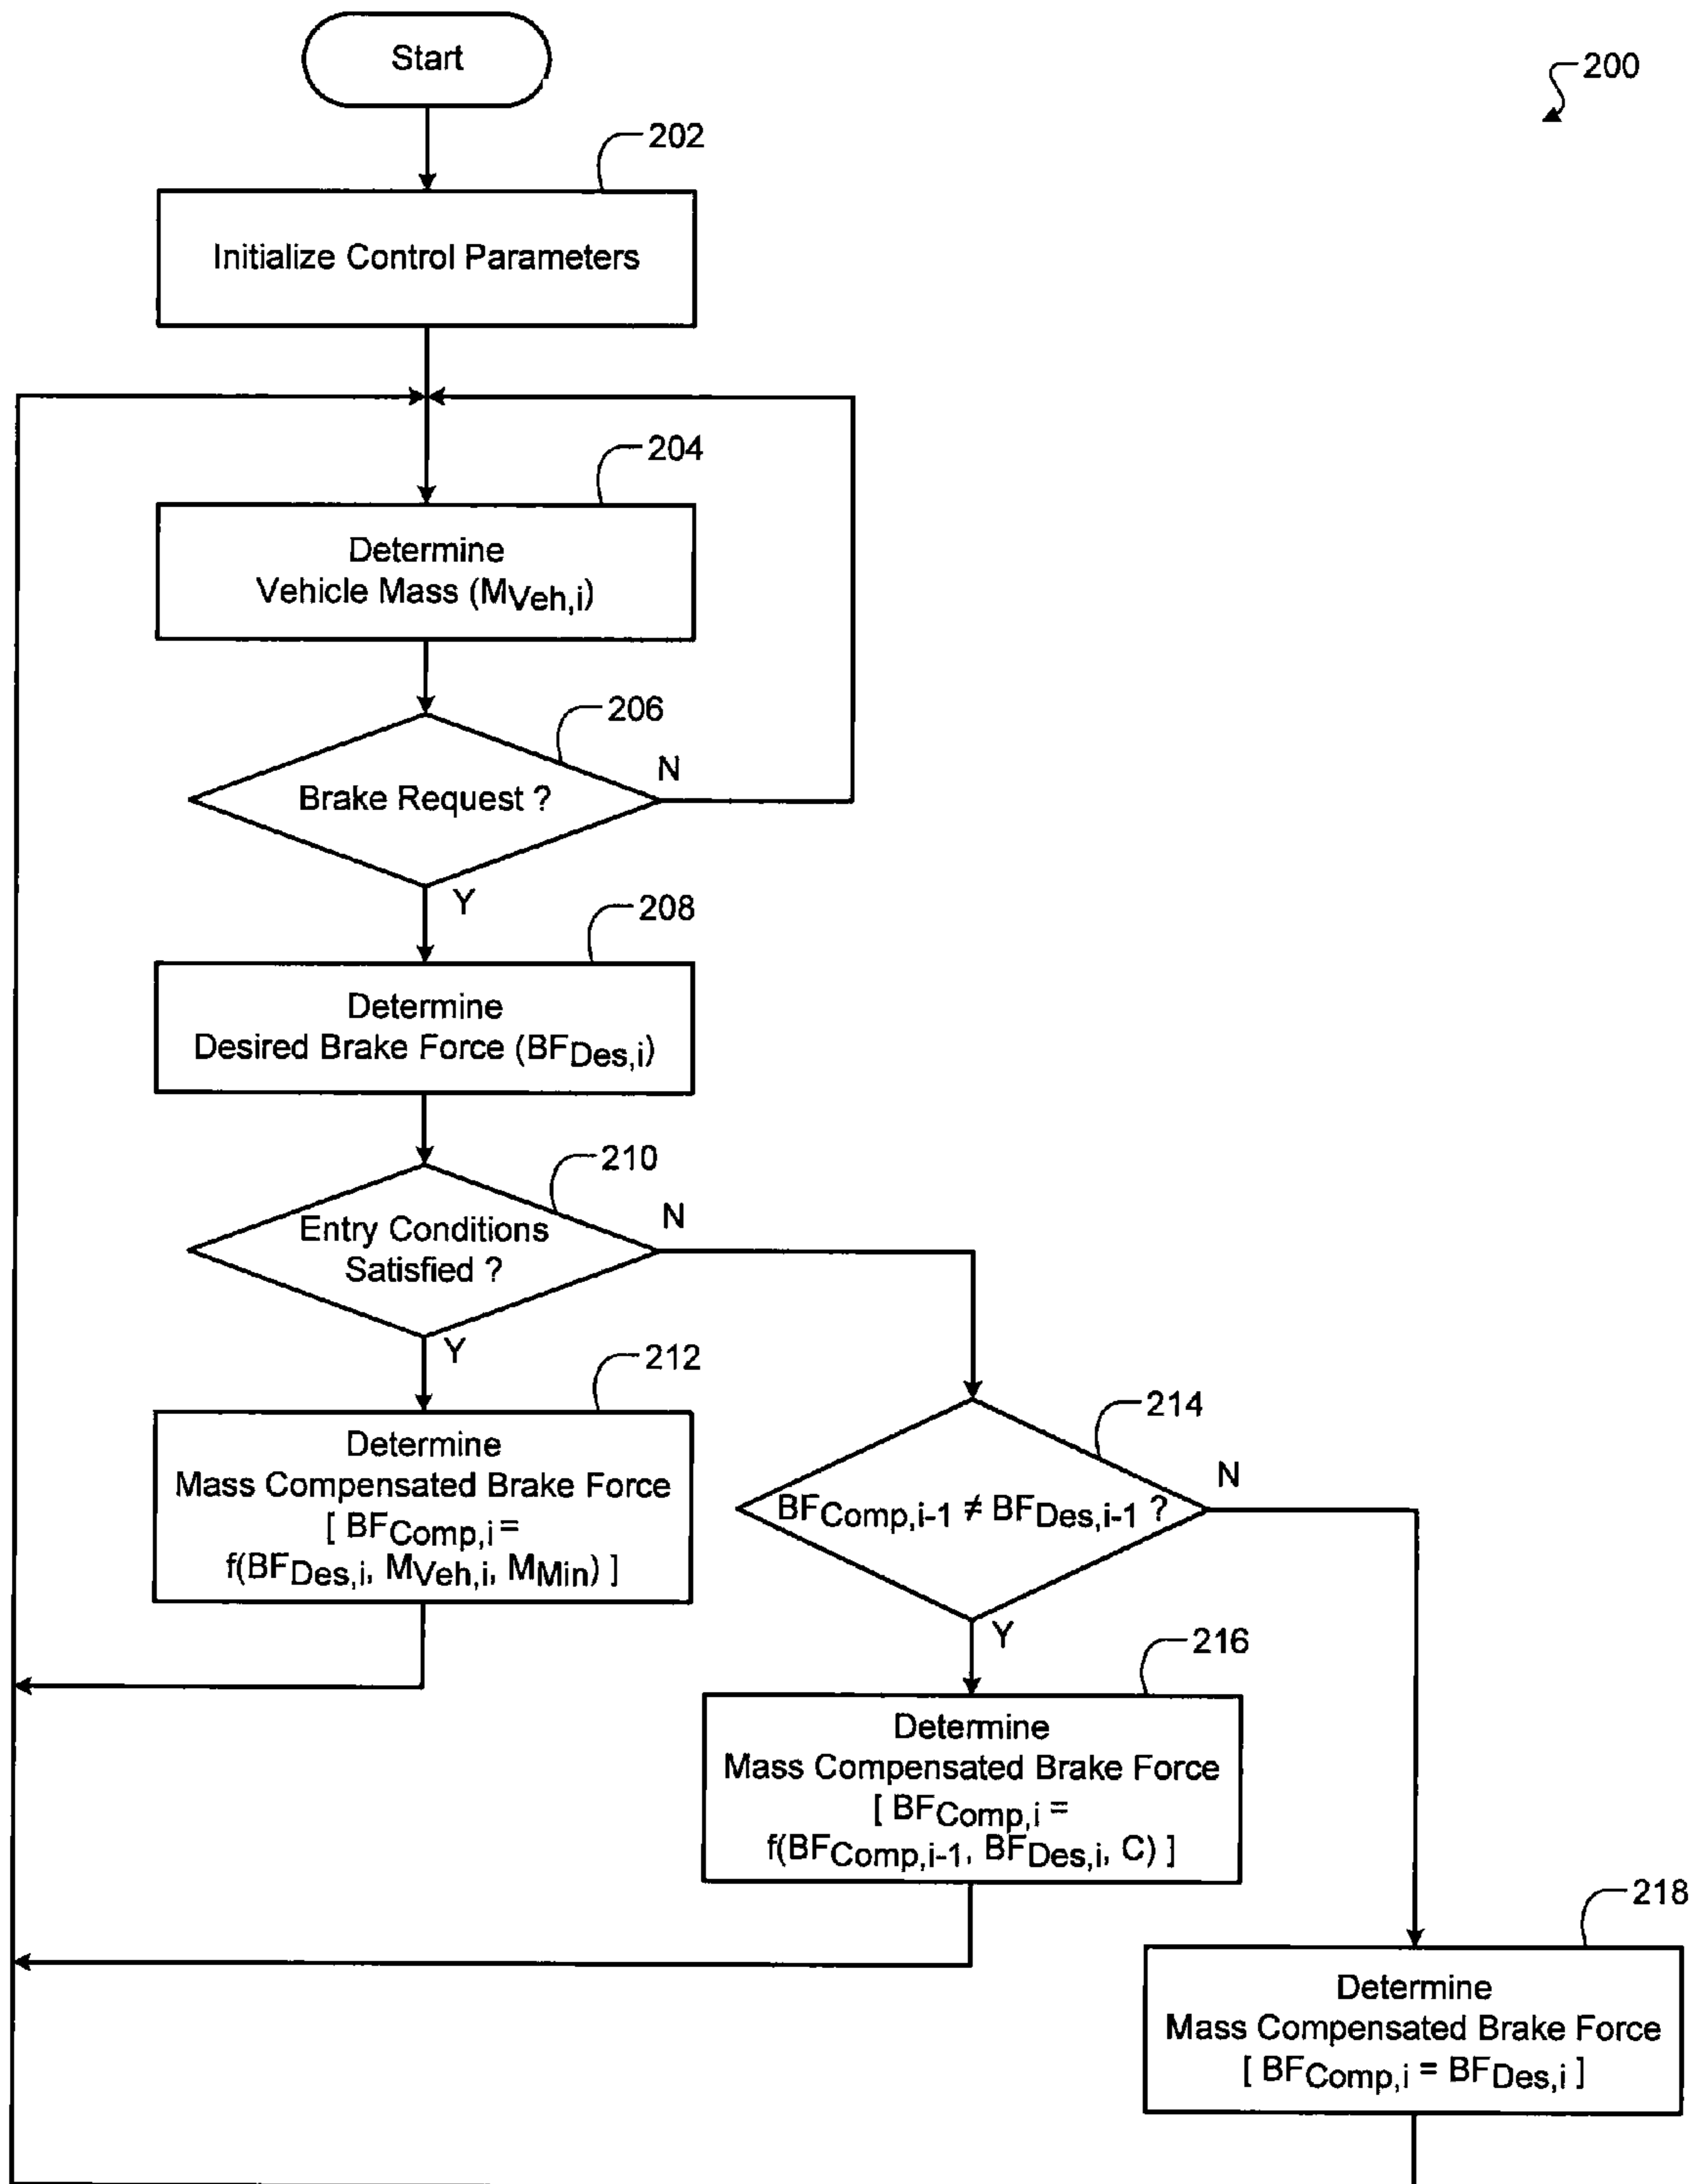 Start
200
202
Initialize Control Parameters
204
Determine
Vehicle Mass (MVeh,i)
206
Brake Request ?
N
Y
208
Determine
Desired Brake Force (BFDes,i)
210
Entry Conditions
Satisfied ?
N
Y
212
Determine
Mass Compensated Brake Force
[ BFComp,i =
f(BFDes,i, MVeh,i, MMin) ]
214
BFComp,i-1 ≠ BFDes,i-1 ?
N
Y
216
Determine
Mass Compensated Brake Force
[ BFComp,i =
f(BFComp,i-1, BFDes,i, C) ]
218
Determine
Mass Compensated Brake Force
[ BFComp,i = BFDes,i ]